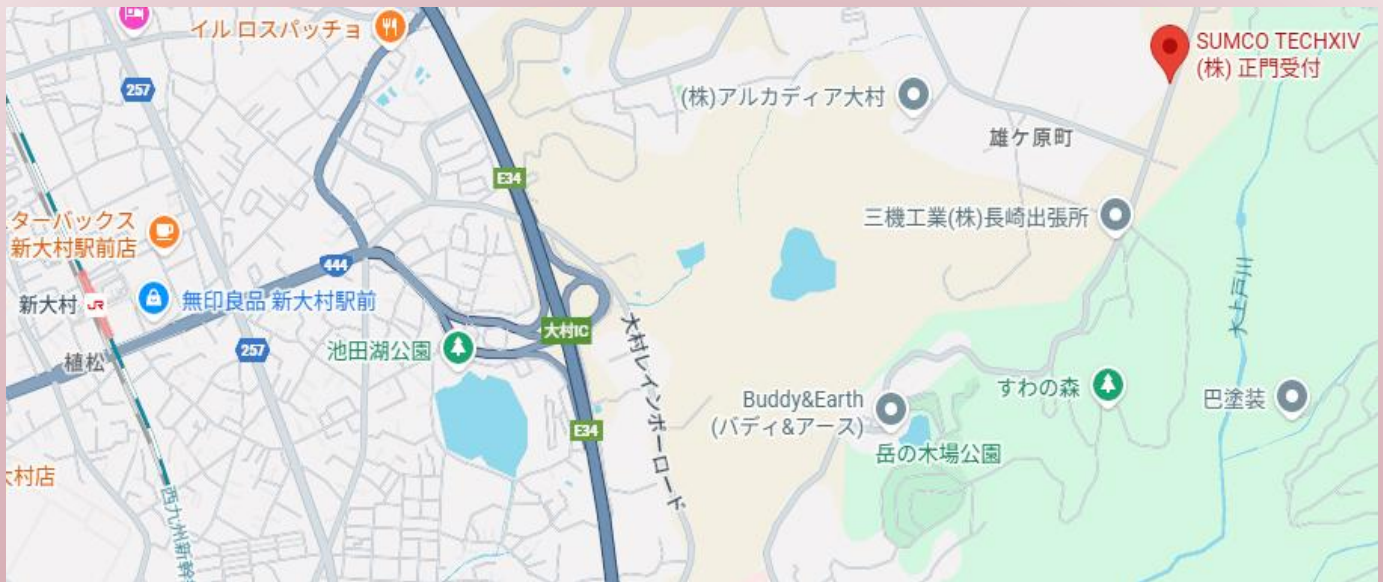 イル ロスパッチョ
257
SUMCO TECHXIV
(株) 正門受付
(株)アルカディア大村
雄ケ原町
E34
三機工業(株)長崎出張所
ターバックス
新大村駅前店
444
大上戸川
新大村
JR
無印良品 新大村駅前
大村IC
大村レインボーロード
257
池田湖公園
植松
すわの森
Buddy&Earth
(バディ&アース)
巴塗装
E34
岳の木場公園
村店
西九州新幹